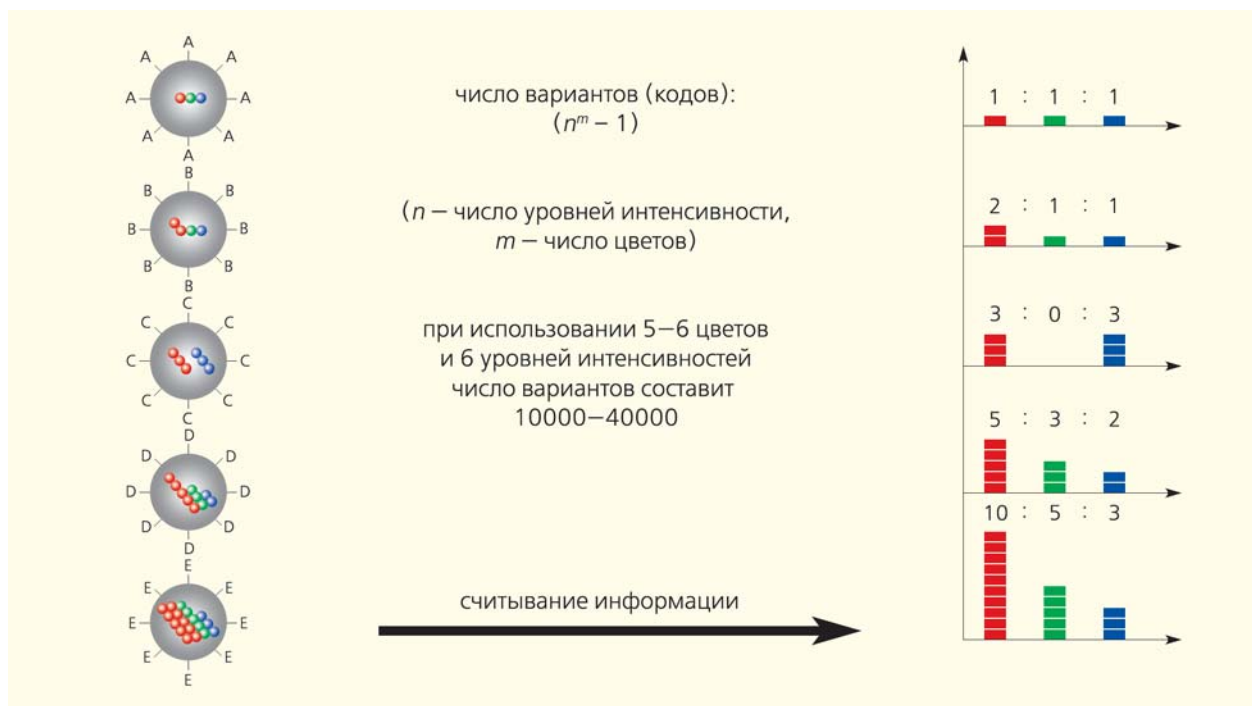 A
A A
A A
A A
A
число вариантов (кодов):
(nᵐ – 1)
1 : 1 : 1
B
B B
B B
B B
B
(n – число уровней интенсивности,
m – число цветов)
2 : 1 : 1
C
C C
C C
C C
C
при использовании 5–6 цветов
и 6 уровней интенсивностей
число вариантов составит
10000–40000
3 : 0 : 3
D
D D
D D
D D
D
5 : 3 : 2
E
E E
E E
E E
E
считывание информации
10 : 5 : 3